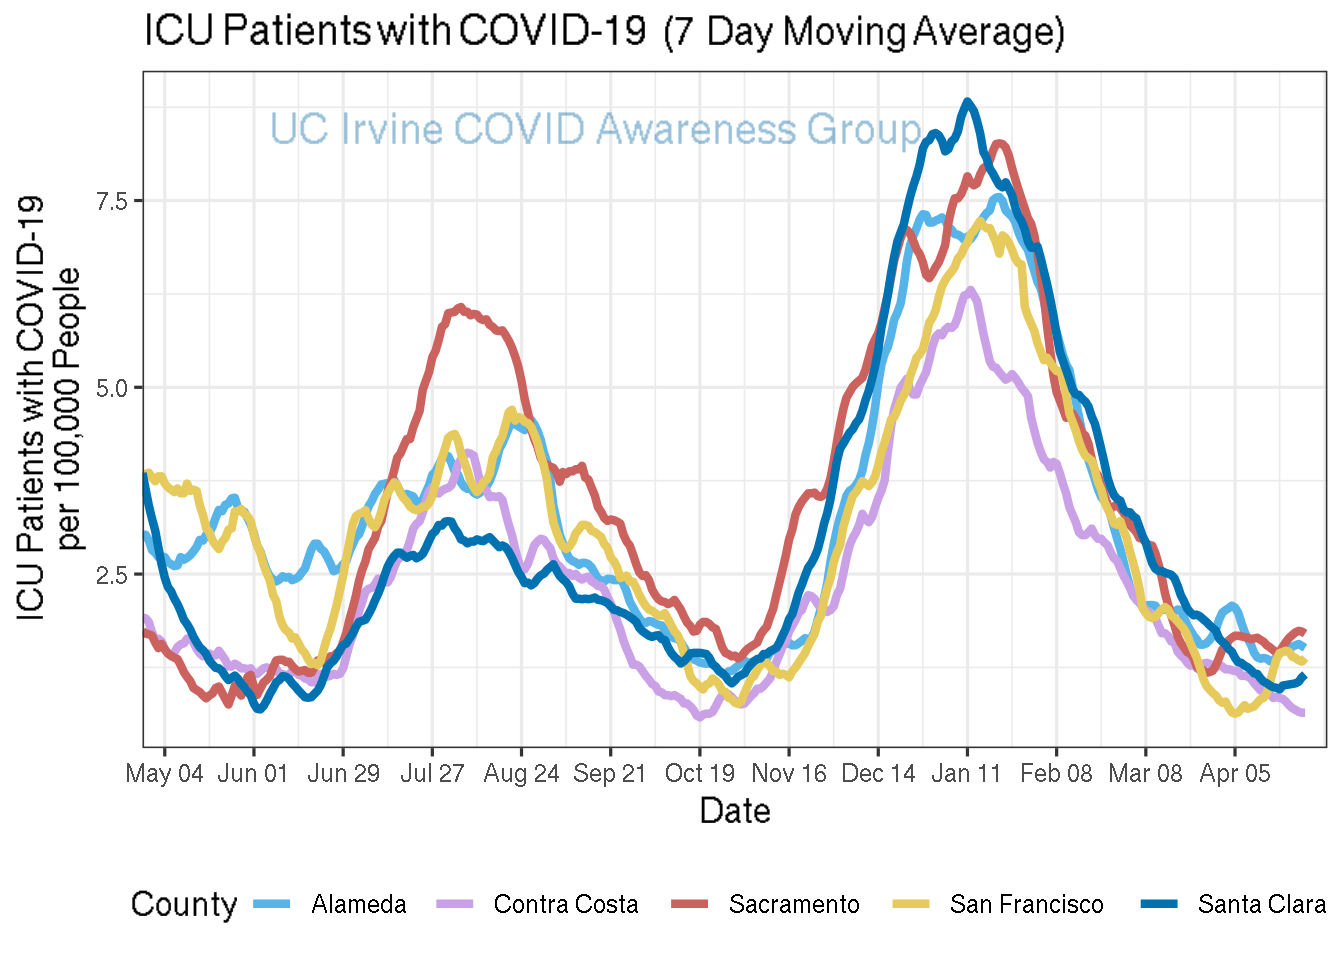 ICU Patients with COVID-19 (7 Day Moving Average)
UC Irvine COVID Awareness Group
ICU Patients with COVID-19
per 100,000 People
7.5
5.0
2.5
May 04 Jun 01 Jun 29 Jul 27 Aug 24 Sep 21 Oct 19 Nov 16 Dec 14 Jan 11 Feb 08 Mar 08 Apr 05
Date
County Alameda Contra Costa Sacramento San Francisco Santa Clara